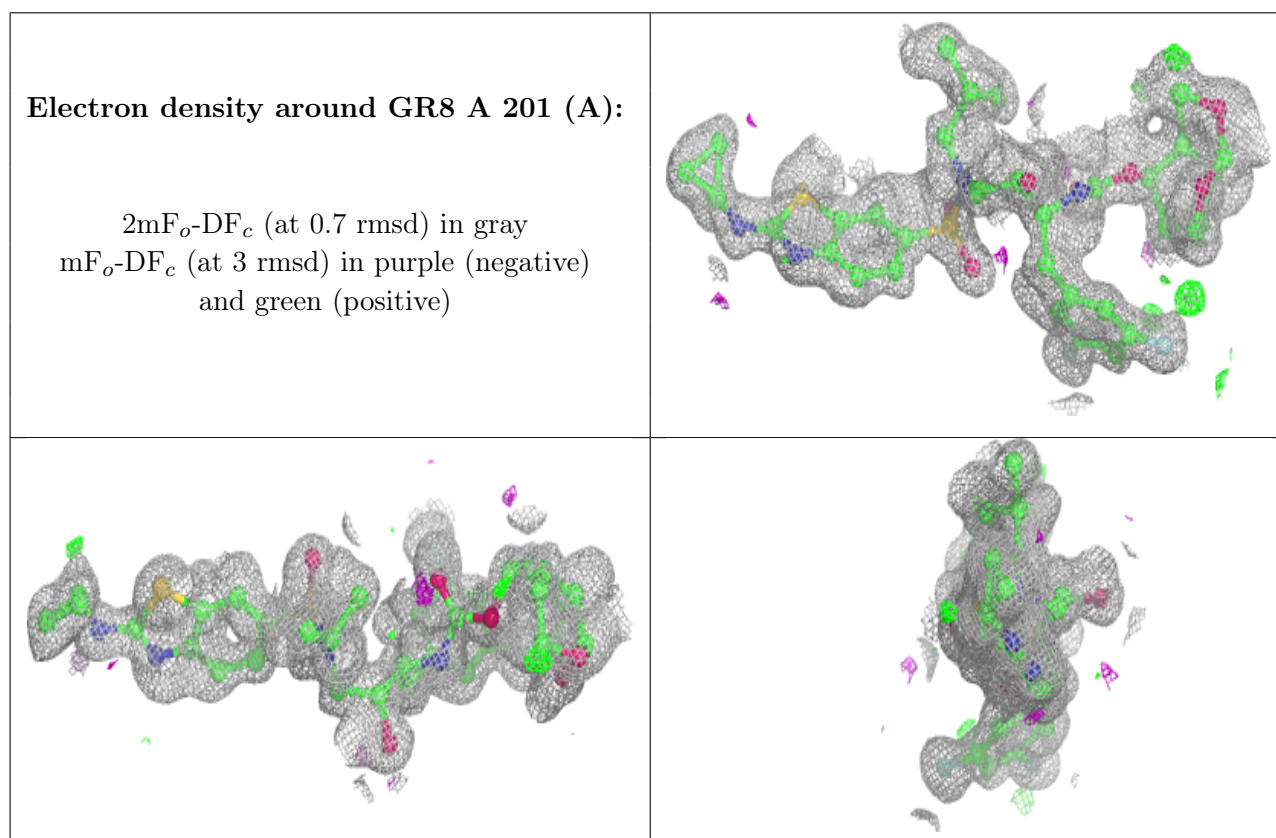 Electron density around GR8 A 201 (A):
2mFo-DFc (at 0.7 rmsd) in gray
mFo-DFc (at 3 rmsd) in purple (negative)
and green (positive)